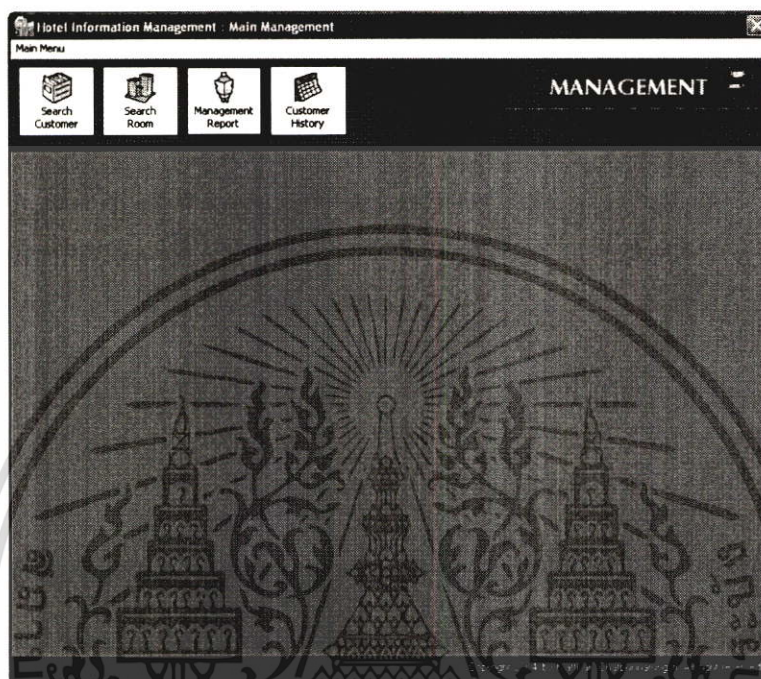 Hotel Information Management : Main Management
Main Menu
Search Customer
Search Room
Management Report
Customer History
MANAGEMENT